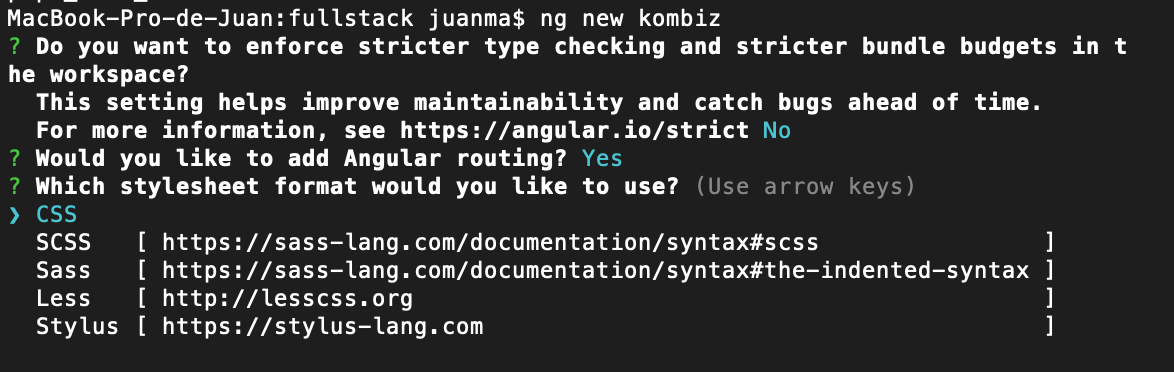 MacBook-Pro-de-Juan:fullstack juanma$ ng new kombiz
? Do you want to enforce stricter type checking and stricter bundle budgets in t
he workspace?
  This setting helps improve maintainability and catch bugs ahead of time.
  For more information, see https://angular.io/strict No
? Would you like to add Angular routing? Yes
? Which stylesheet format would you like to use? (Use arrow keys)
❯ CSS
  SCSS   [ https://sass-lang.com/documentation/syntax#scss                ]
  Sass   [ https://sass-lang.com/documentation/syntax#the-indented-syntax ]
  Less   [ http://lesscss.org                                             ]
  Stylus [ https://stylus-lang.com                                        ]